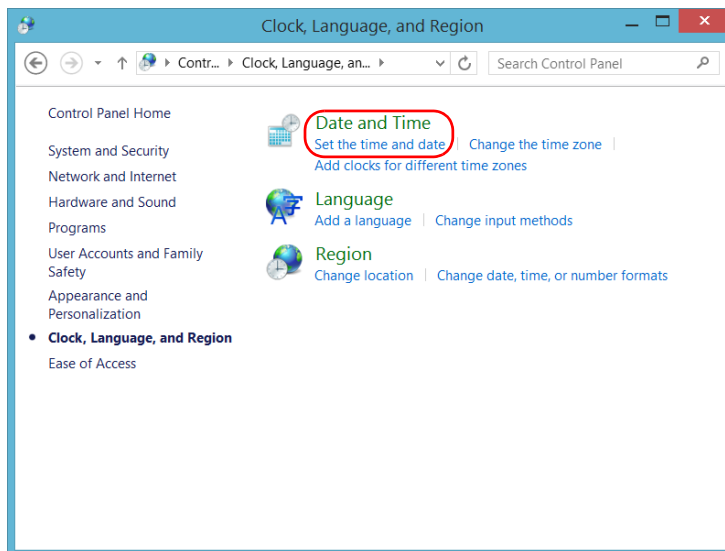 Clock, Language, and Region
Contr... Clock, Language, an...
Search Control Panel
Control Panel Home
System and Security
Network and Internet
Hardware and Sound
Programs
User Accounts and Family
Safety
Appearance and
Personalization
Clock, Language, and Region
Ease of Access
Date and Time
Set the time and date Change the time zone
Add clocks for different time zones
Language
Add a language Change input methods
Region
Change location Change date, time, or number formats